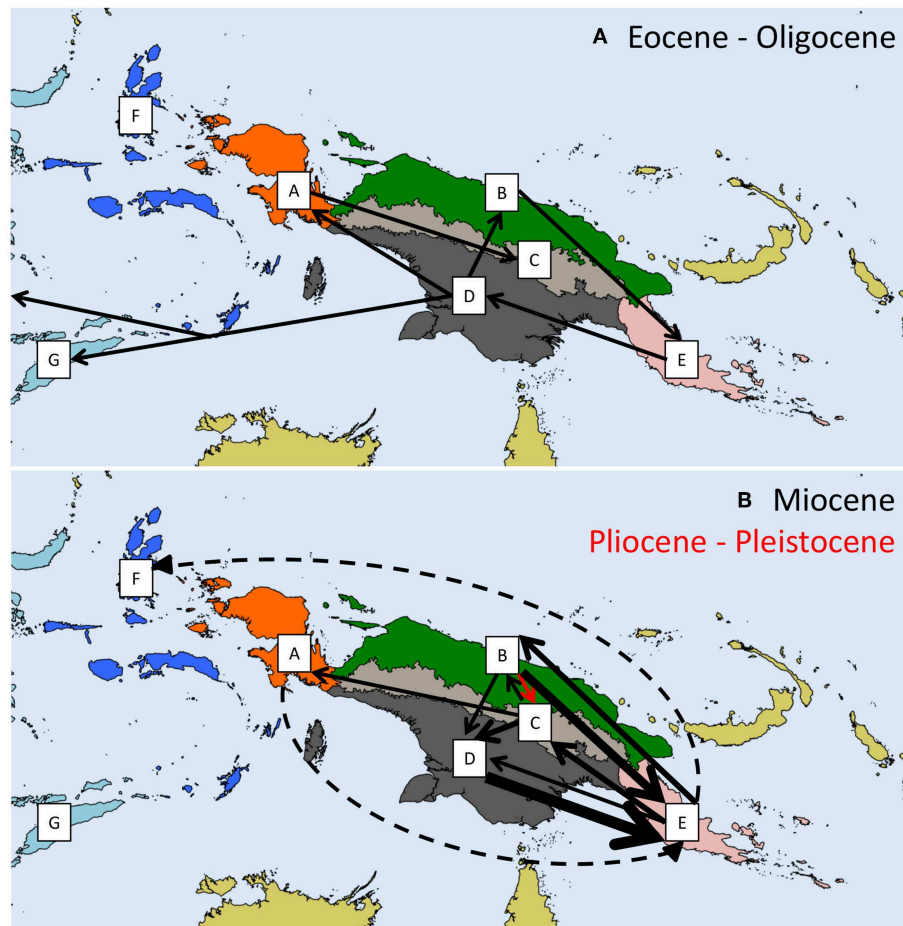 A Eocene - Oligocene
F
A
B
C
D
G
E
B Miocene
Pliocene - Pleistocene
F
A
B
C
D
G
E